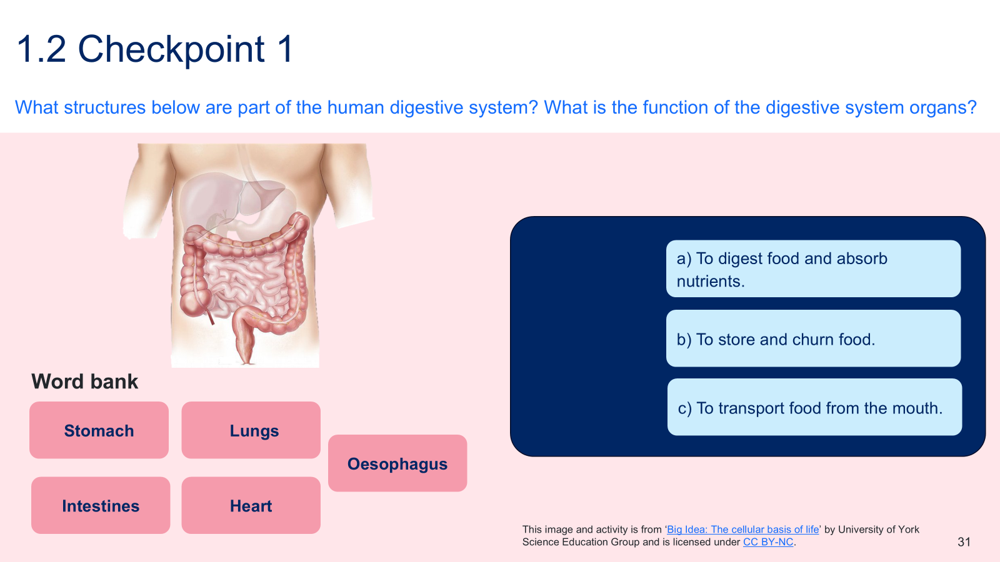 1.2 Checkpoint 1
What structures below are part of the human digestive system? What is the function of the digestive system organs?
a) To digest food and absorb
nutrients.
b) To store and churn food.
c) To transport food from the mouth.
Word bank
Stomach
Lungs
Oesophagus
Intestines
Heart
This image and activity is from ‘Big Idea: The cellular basis of life’ by University of York
Science Education Group and is licensed under CC BY-NC.
31